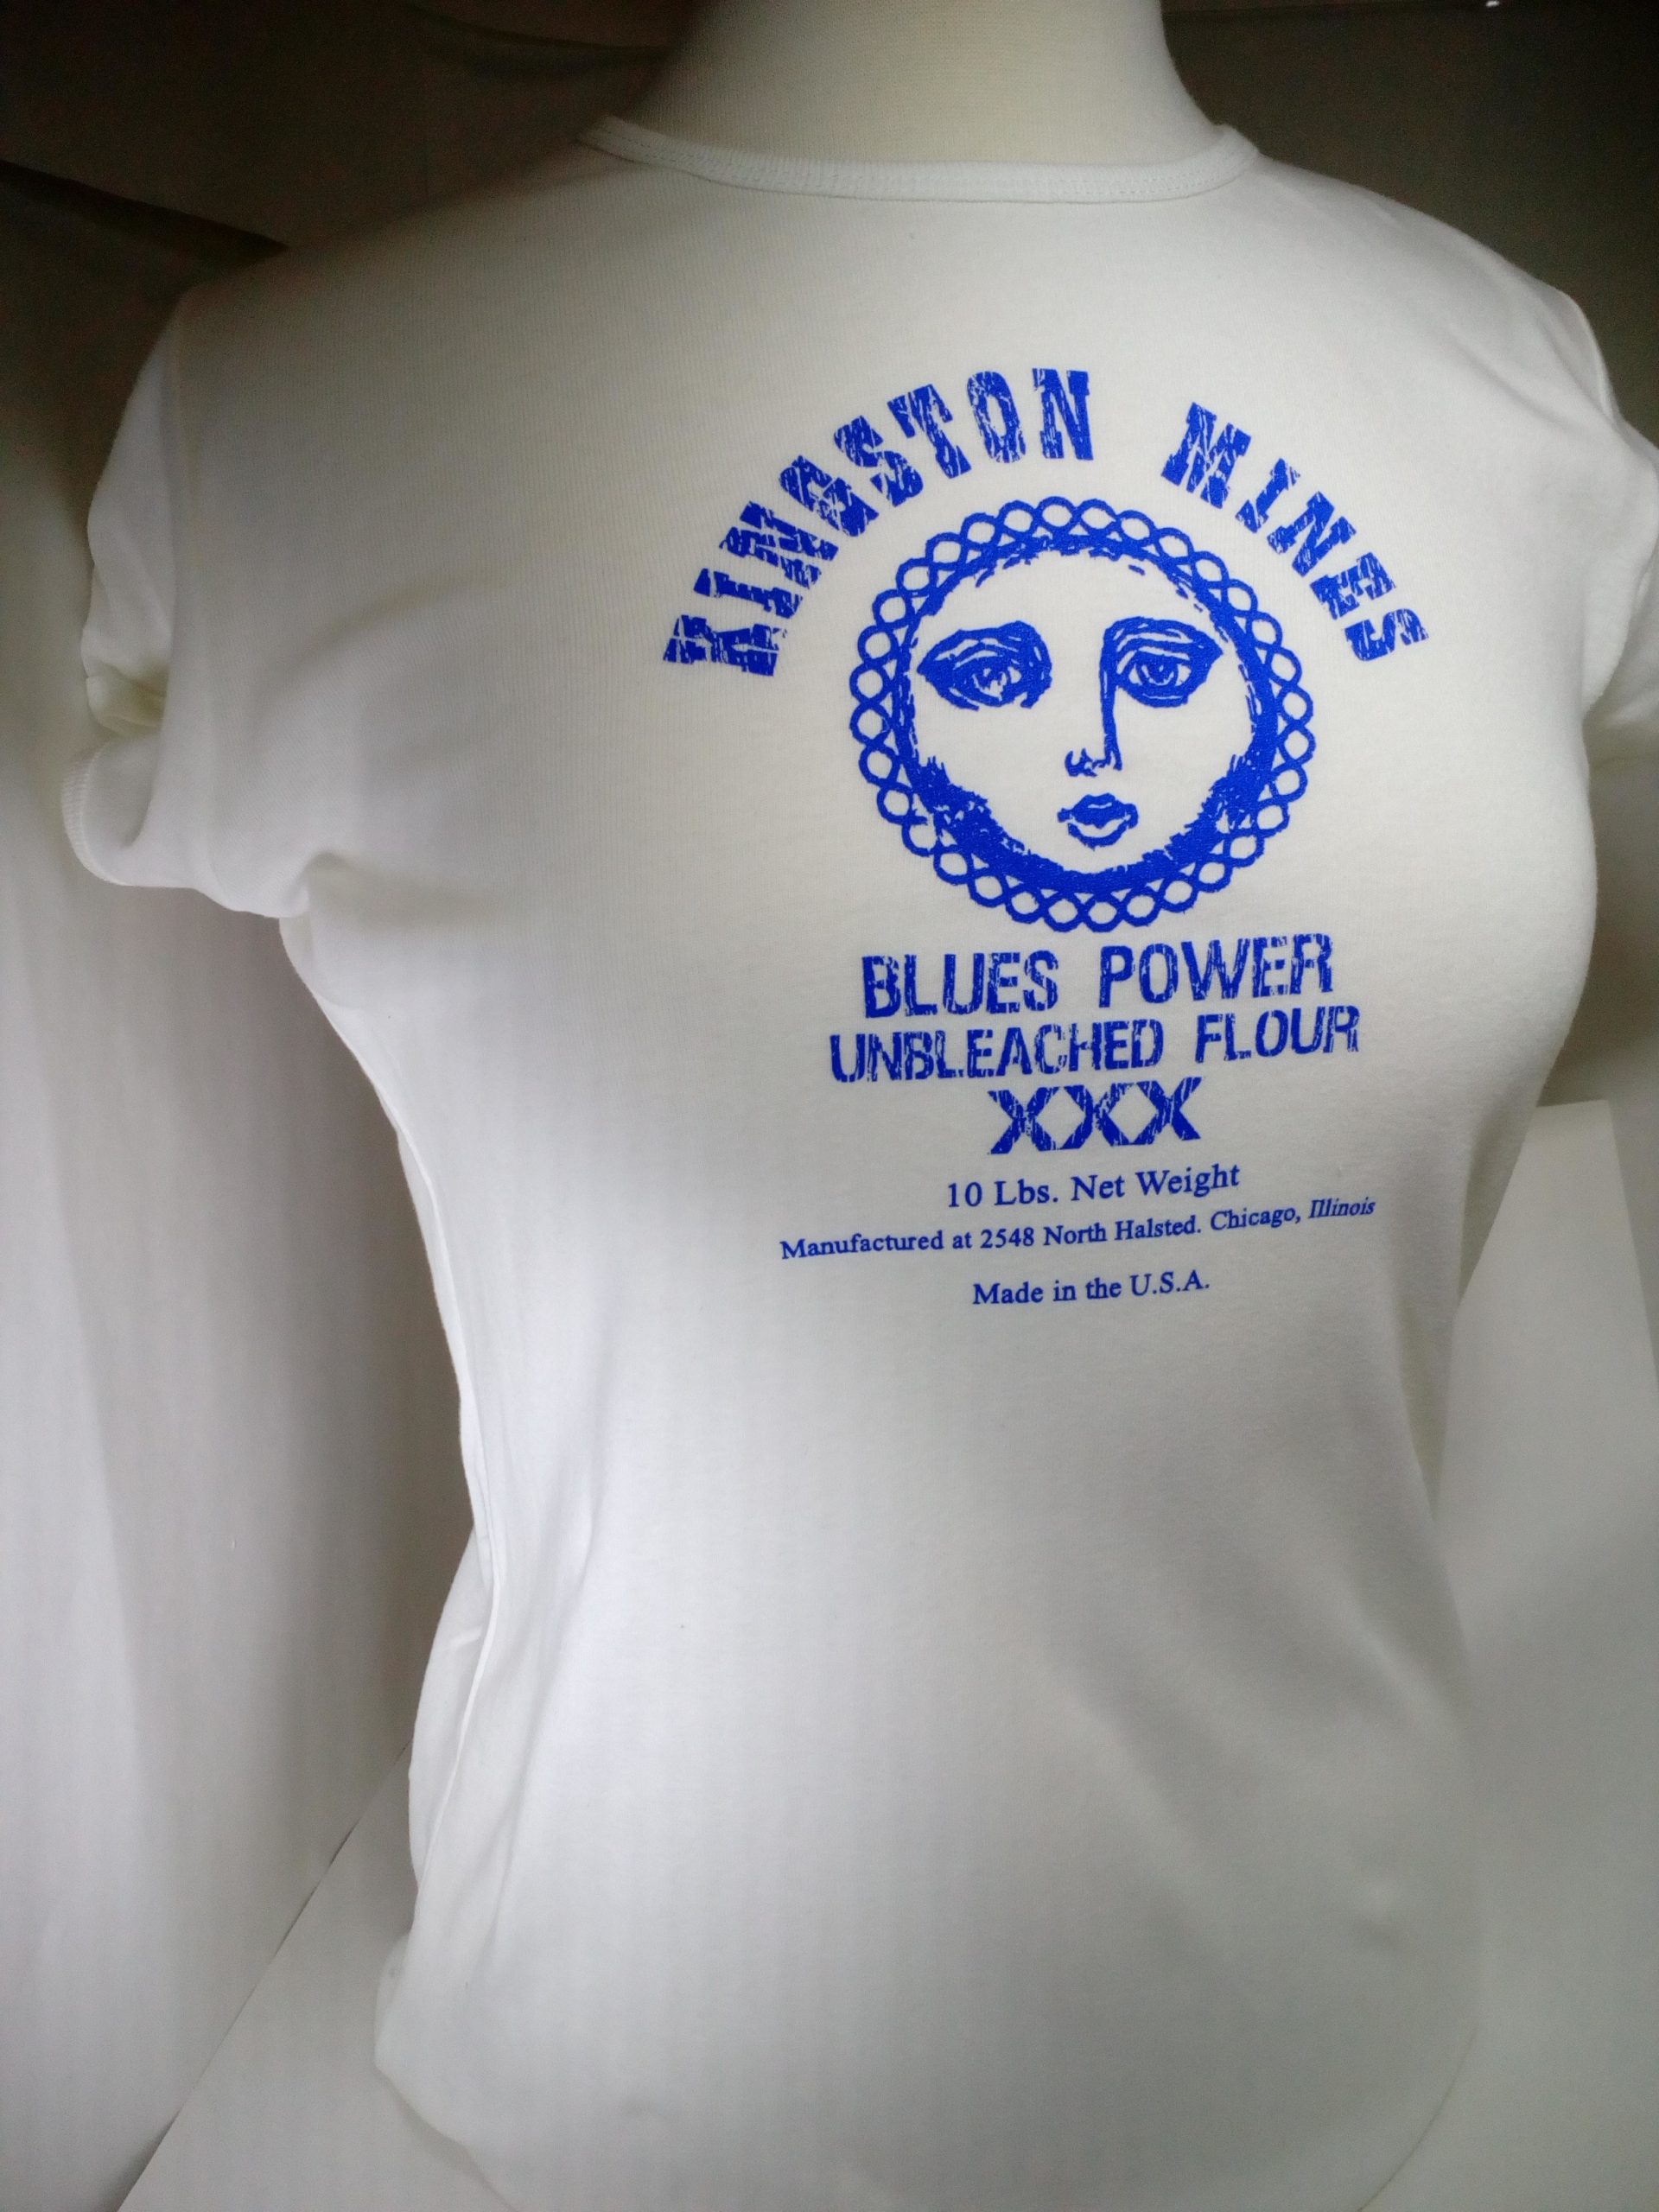 KINGSTON MINES
BLUES POWER
UNBLEACHED FLOUR
XXX
10 Lbs. Net Weight
Manufactured at 2548 North Halsted. Chicago, Illinois
Made in the U.S.A.